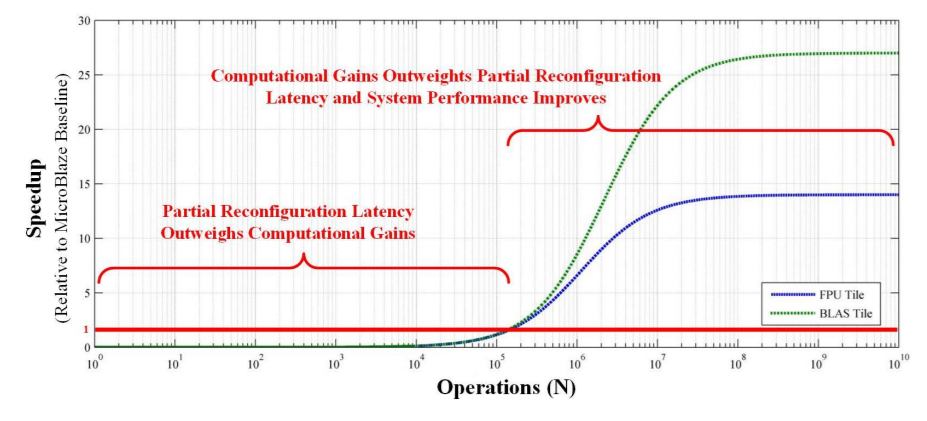 30
25
20
15
10
5
1
0
Speedup
(Relative to MicroBlaze Baseline)
Computational Gains Outweights Partial Reconfiguration
Latency and System Performance Improves
Partial Reconfiguration Latency
Outweighs Computational Gains
FPU Tile
BLAS Tile
10^0 10^1 10^2 10^3 10^4 10^5 10^6 10^7 10^8 10^9 10^10
Operations (N)